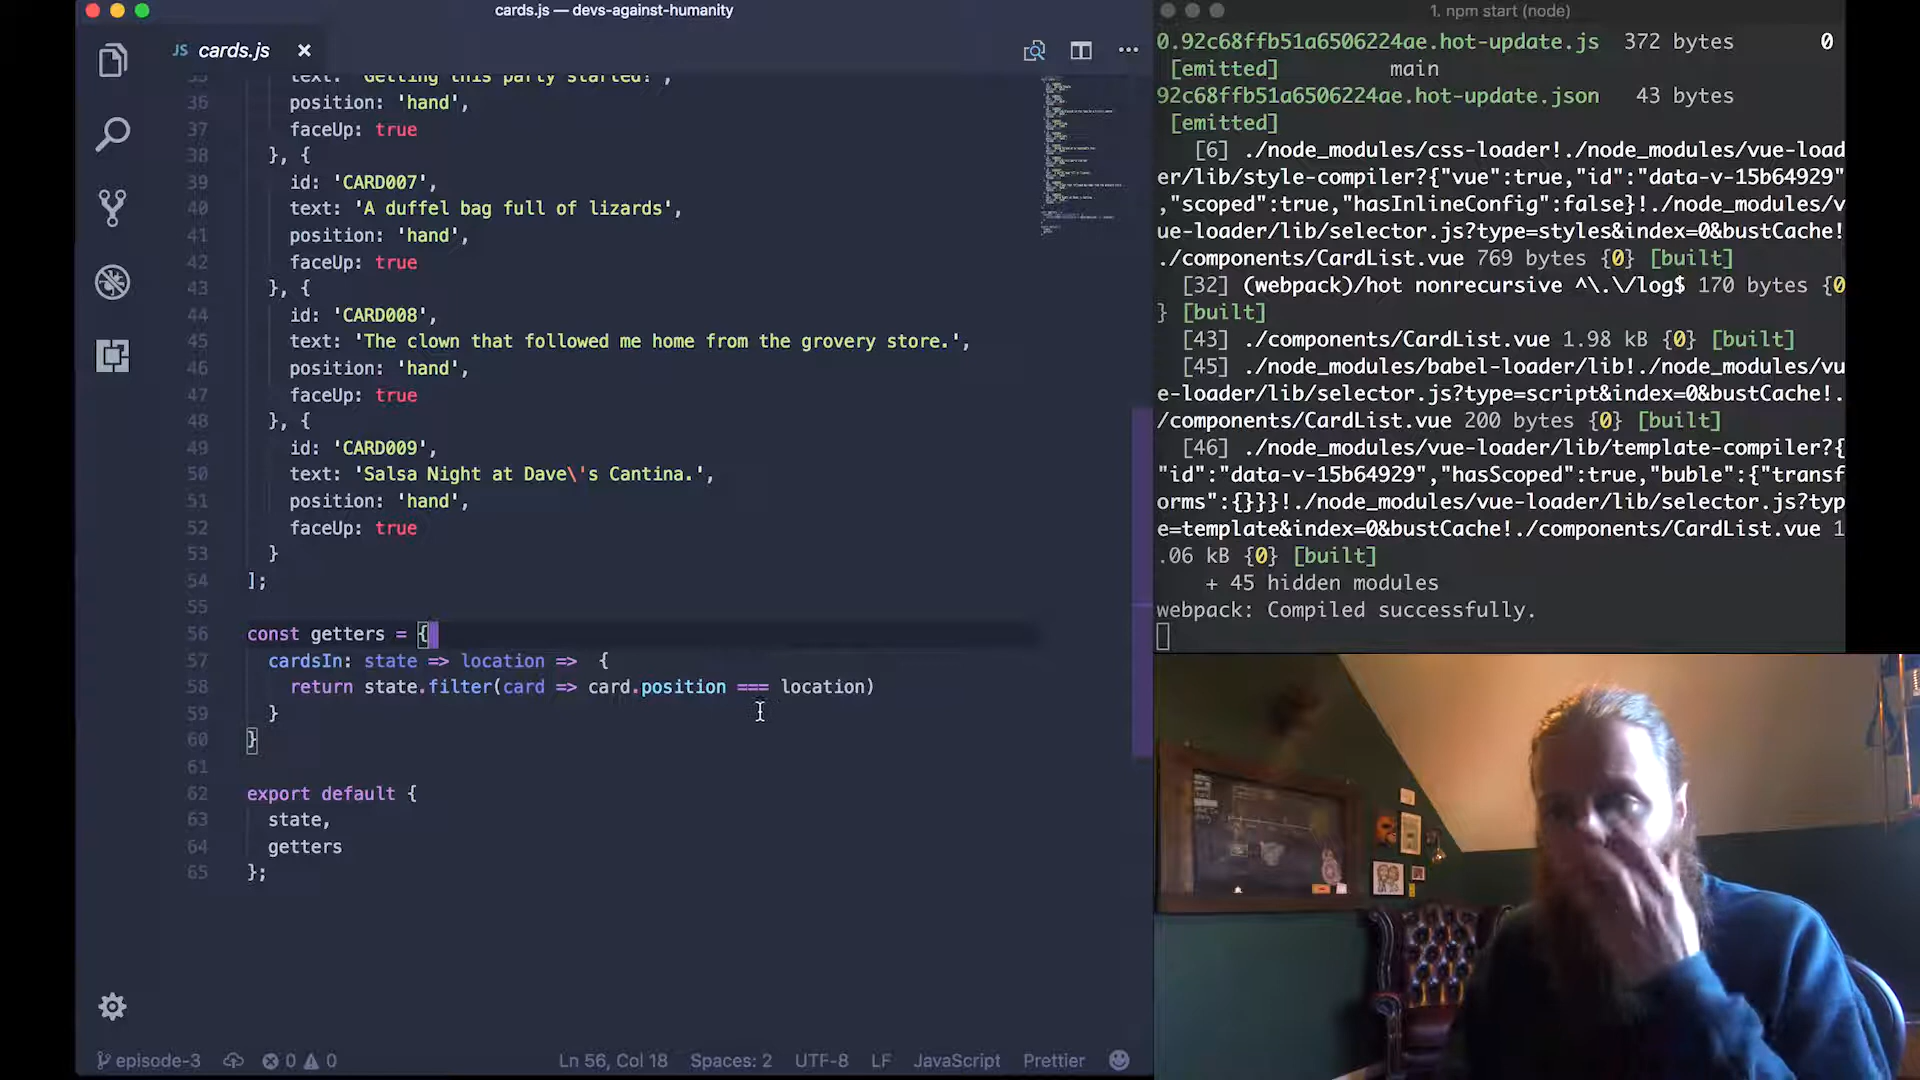 cards.js — devs-against-humanity
JS cards.js
35 text: 'Getting this party started!',
36 position: 'hand',
37 faceUp: true
38 }, {
39 id: 'CARD007',
40 text: 'A duffel bag full of lizards',
41 position: 'hand',
42 faceUp: true
43 }, {
44 id: 'CARD008',
45 text: 'The clown that followed me home from the grovery store.',
46 position: 'hand',
47 faceUp: true
48 }, {
49 id: 'CARD009',
50 text: 'Salsa Night at Dave\'s Cantina.',
51 position: 'hand',
52 faceUp: true
53 }
54 ];
55
56 const getters = {
57 cardsIn: state => location => {
58 return state.filter(card => card.position === location)
59 }
60 }
61
62 export default {
63 state,
64 getters
65 };
episode-3 0 0 Ln 56, Col 18 Spaces: 2 UTF-8 LF JavaScript Prettier
1. npm start (node)
0.92c68ffb51a6506224ae.hot-update.js 372 bytes 0
[emitted] main
92c68ffb51a6506224ae.hot-update.json 43 bytes
[emitted]
[6] ./node_modules/css-loader!./node_modules/vue-load
er/lib/style-compiler?{"vue":true,"id":"data-v-15b64929"
,"scoped":true,"hasInlineConfig":false}!./node_modules/v
ue-loader/lib/selector.js?type=styles&index=0&bustCache!
./components/CardList.vue 769 bytes {0} [built]
[32] (webpack)/hot nonrecursive ^\.\/log$ 170 bytes {0
} [built]
[43] ./components/CardList.vue 1.98 kB {0} [built]
[45] ./node_modules/babel-loader/lib!./node_modules/vu
e-loader/lib/selector.js?type=script&index=0&bustCache!.
/components/CardList.vue 200 bytes {0} [built]
[46] ./node_modules/vue-loader/lib/template-compiler?{
"id":"data-v-15b64929","hasScoped":true,"buble":{"transf
orms":{}}}!./node_modules/vue-loader/lib/selector.js?typ
e=template&index=0&bustCache!./components/CardList.vue 1
.06 kB {0} [built]
+ 45 hidden modules
webpack: Compiled successfully.